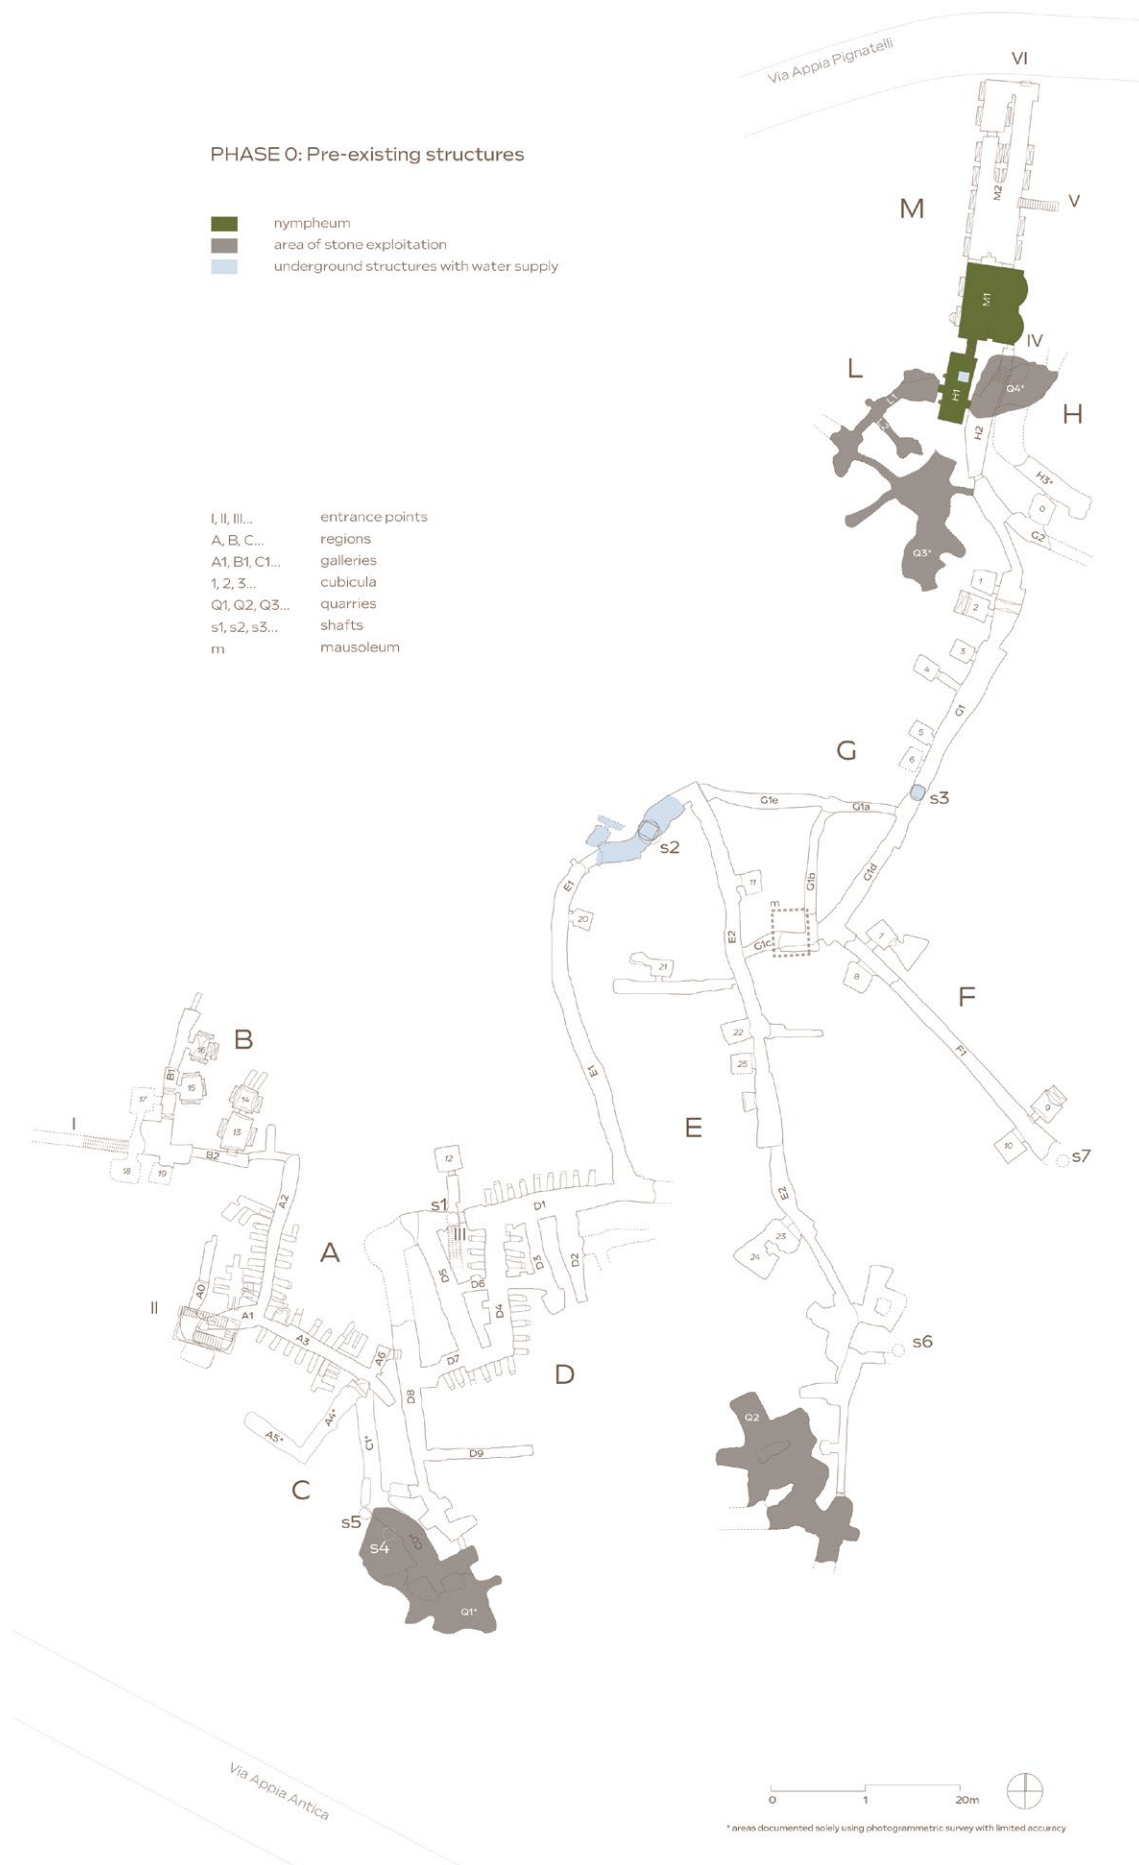 Via Appia Pignatelli
VI
PHASE 0: Pre-existing structures
M2
V
M
nympheum
area of stone exploitation
underground structures with water supply
M1
IV
L
Q4*
H1
L1
L2
H
H2
H3*
0
G2
I, II, III... entrance points
A, B, C... regions
A1, B1, C1... galleries
1, 2, 3... cubicula
Q1, Q2, Q3... quarries
s1, s2, s3... shafts
m mausoleum
Q3*
1
2
3
4
G1
5
6
G
s3
G1e
G1a
s2
E1
G1b
G1d
11
m
20
E2
G1c
7
21
8
F
22
B
16
F1
25
E1
B1
15
17
14
9
I
13
E
10
s7
B2
12
18
19
A2
s1
D1
E2
III
A
23
24
D5
D3
D2
A0
D6
II
A1
D4
A3
s6
A6
D7
D
D8
A4*
Q2
A5*
C1*
D9
C
s5
s4
Q1*
Via Appia Antica
0 1 20m
* areas documented solely using photogrammetric survey with limited accuracy